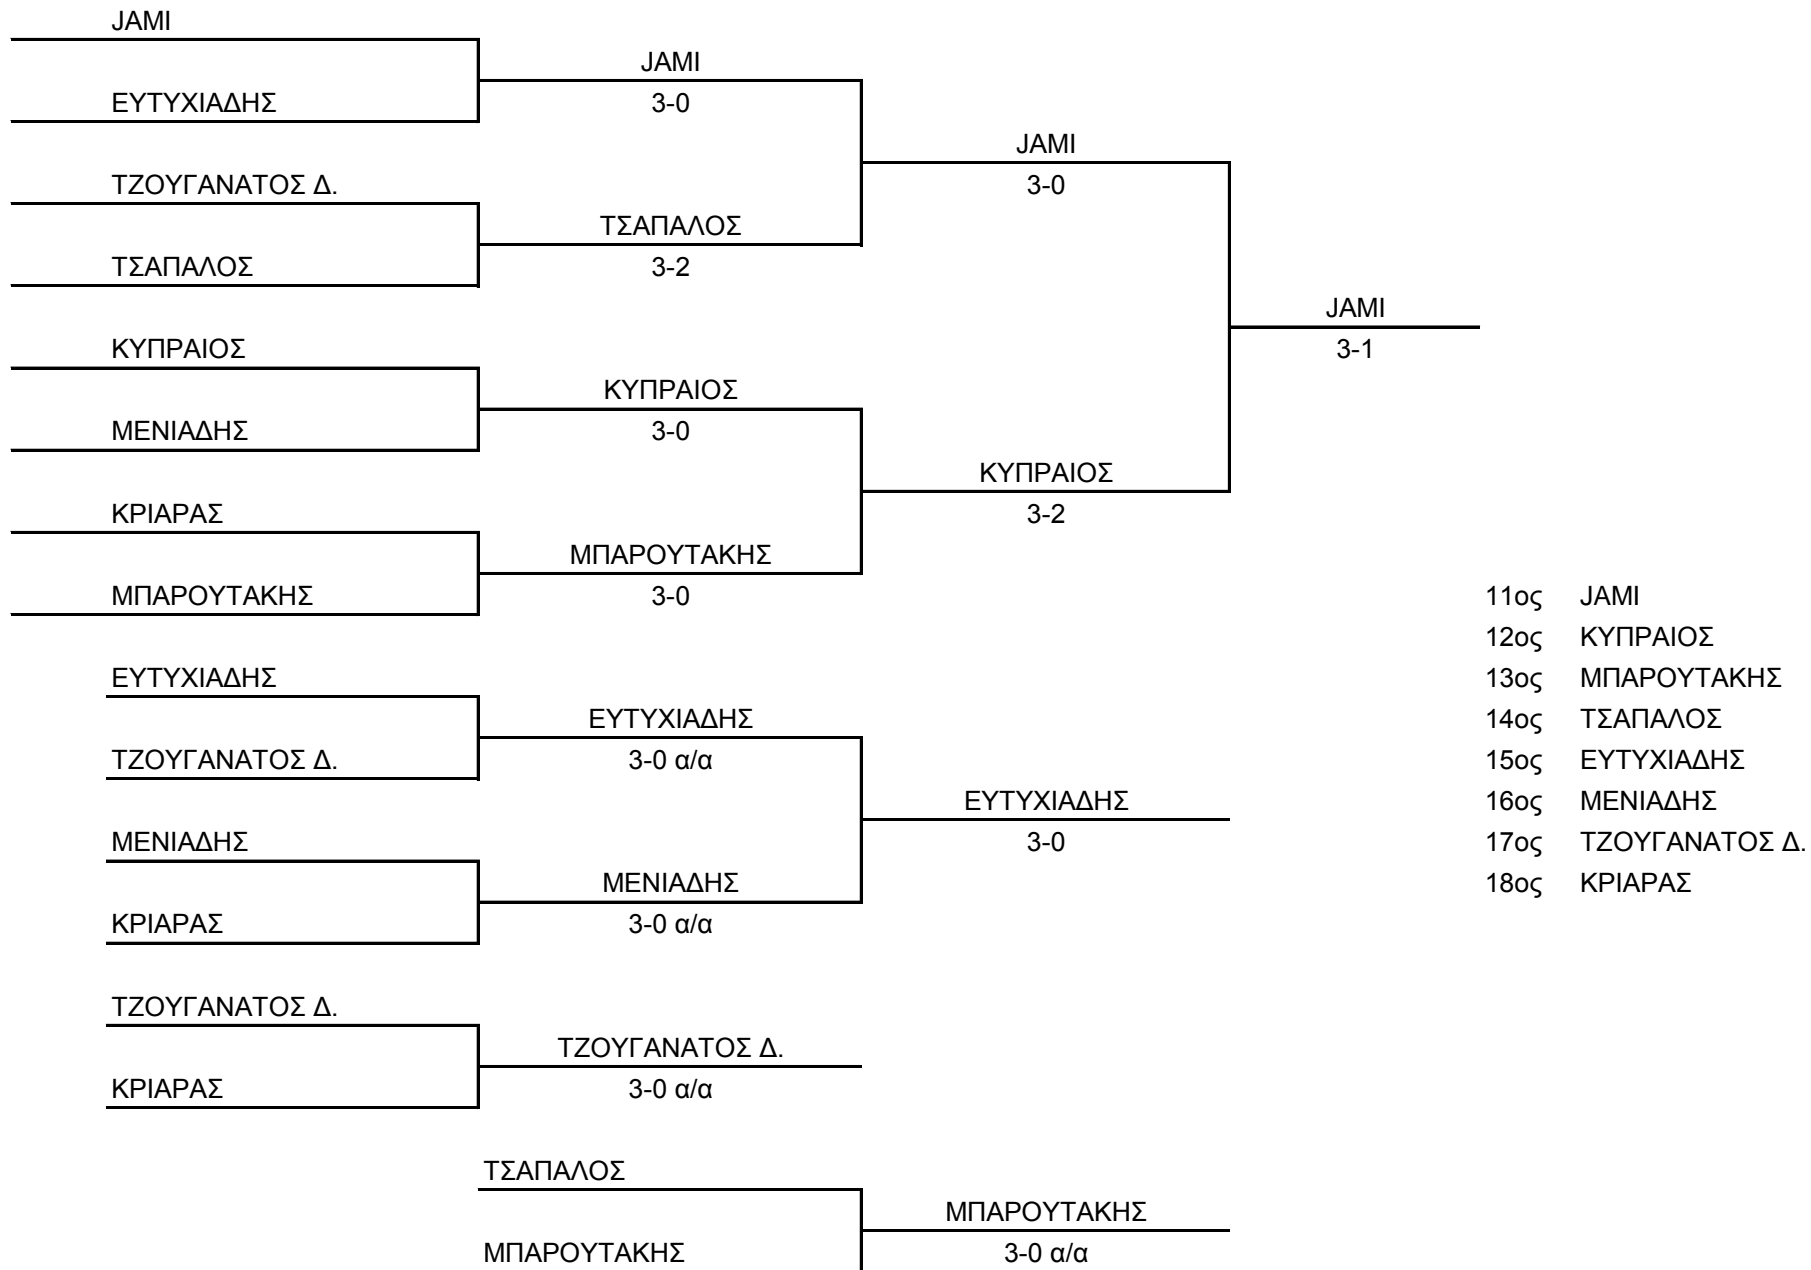 JAMI
JAMI
ΕΥΤΥΧΙΑΔΗΣ
3-0
JAMI
ΤΖΟΥΓΑΝΑΤΟΣ Δ.
3-0
ΤΣΑΠΑΛΟΣ
ΤΣΑΠΑΛΟΣ
3-2
JAMI
ΚΥΠΡΑΙΟΣ
3-1
ΚΥΠΡΑΙΟΣ
ΜΕΝΙΑΔΗΣ
3-0
ΚΥΠΡΑΙΟΣ
ΚΡΙΑΡΑΣ
3-2
ΜΠΑΡΟΥΤΑΚΗΣ
ΜΠΑΡΟΥΤΑΚΗΣ
3-0
11ος JAMI
12ος ΚΥΠΡΑΙΟΣ
13ος ΜΠΑΡΟΥΤΑΚΗΣ
14ος ΤΣΑΠΑΛΟΣ
15ος ΕΥΤΥΧΙΑΔΗΣ
16ος ΜΕΝΙΑΔΗΣ
17ος ΤΖΟΥΓΑΝΑΤΟΣ Δ.
18ος ΚΡΙΑΡΑΣ
ΕΥΤΥΧΙΑΔΗΣ
ΕΥΤΥΧΙΑΔΗΣ
ΤΖΟΥΓΑΝΑΤΟΣ Δ.
3-0 α/α
ΕΥΤΥΧΙΑΔΗΣ
ΜΕΝΙΑΔΗΣ
3-0
ΜΕΝΙΑΔΗΣ
ΚΡΙΑΡΑΣ
3-0 α/α
ΤΖΟΥΓΑΝΑΤΟΣ Δ.
ΤΖΟΥΓΑΝΑΤΟΣ Δ.
ΚΡΙΑΡΑΣ
3-0 α/α
ΤΣΑΠΑΛΟΣ
ΜΠΑΡΟΥΤΑΚΗΣ
ΜΠΑΡΟΥΤΑΚΗΣ
3-0 α/α